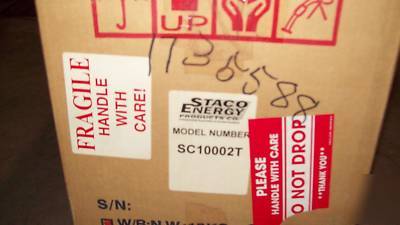 UP
1136588
FRAGILE
HANDLE
WITH
CARE!
STACO
ENERGY
PRODUCTS CO.
MODEL NUMBER
SC10002T
PLEASE
HANDLE WITH CARE
DO NOT DROP
**THANK YOU**
S/N: